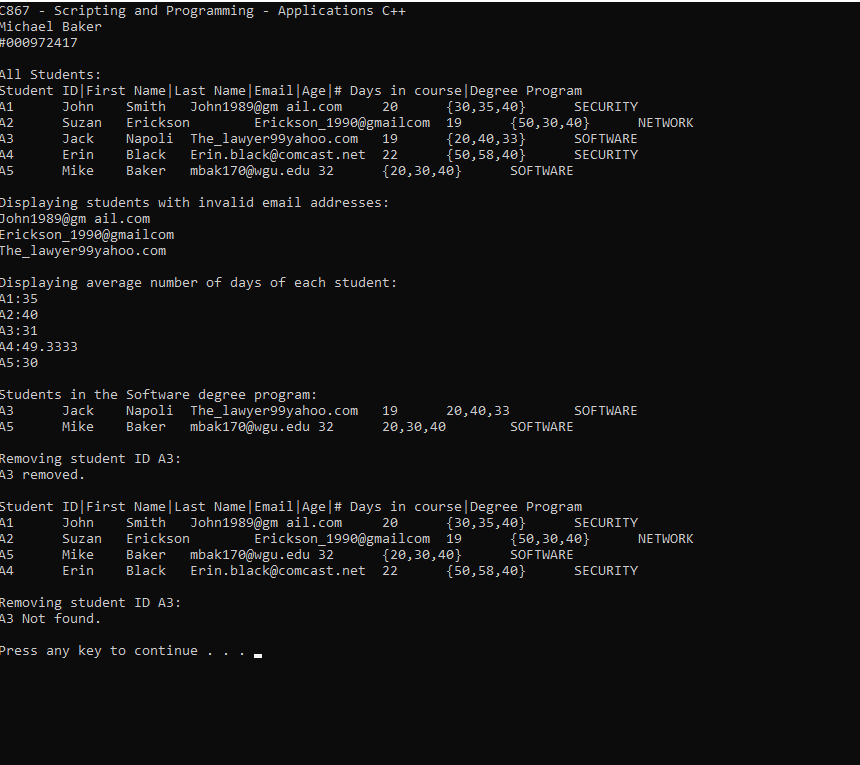 C867 - Scripting and Programming - Applications C++
Michael Baker
#000972417
All Students:
Student ID|First Name|Last Name|Email|Age|# Days in course|Degree Program
A1 John Smith John1989@gm ail.com 20 {30,35,40} SECURITY
A2 Suzan Erickson Erickson_1990@gmailcom 19 {50,30,40} NETWORK
A3 Jack Napoli The_lawyer99yahoo.com 19 {20,40,33} SOFTWARE
A4 Erin Black Erin.black@comcast.net 22 {50,58,40} SECURITY
A5 Mike Baker mbak170@wgu.edu 32 {20,30,40} SOFTWARE
Displaying students with invalid email addresses:
John1989@gm ail.com
Erickson_1990@gmailcom
The_lawyer99yahoo.com
Displaying average number of days of each student:
A1:35
A2:40
A3:31
A4:49.3333
A5:30
Students in the Software degree program:
A3 Jack Napoli The_lawyer99yahoo.com 19 20,40,33 SOFTWARE
A5 Mike Baker mbak170@wgu.edu 32 20,30,40 SOFTWARE
Removing student ID A3:
A3 removed.
Student ID|First Name|Last Name|Email|Age|# Days in course|Degree Program
A1 John Smith John1989@gm ail.com 20 {30,35,40} SECURITY
A2 Suzan Erickson Erickson_1990@gmailcom 19 {50,30,40} NETWORK
A5 Mike Baker mbak170@wgu.edu 32 {20,30,40} SOFTWARE
A4 Erin Black Erin.black@comcast.net 22 {50,58,40} SECURITY
Removing student ID A3:
A3 Not found.
Press any key to continue . . .